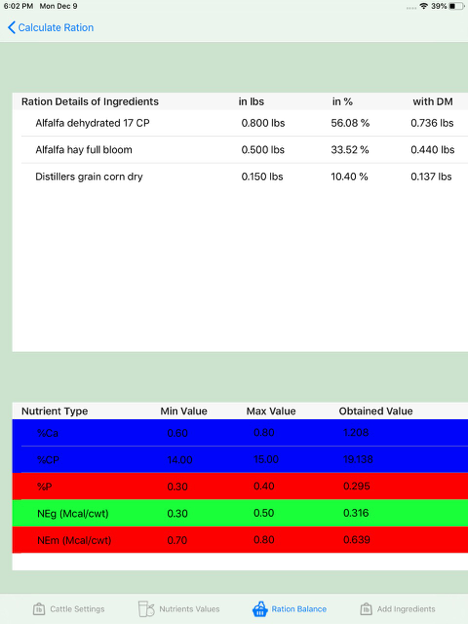 6:02 PM Mon Dec 9 .... 39%
Calculate Ration
Ration Details of Ingredients in lbs in % with DM
Alfalfa dehydrated 17 CP 0.800 lbs 56.08 % 0.736 lbs
Alfalfa hay full bloom 0.500 lbs 33.52 % 0.440 lbs
Distillers grain corn dry 0.150 lbs 10.40 % 0.137 lbs
Nutrient Type Min Value Max Value Obtained Value
%Ca 0.60 0.80 1.208
%CP 14.00 15.00 19.138
%P 0.30 0.40 0.295
NEg (Mcal/cwt) 0.30 0.50 0.316
NEm (Mcal/cwt) 0.70 0.80 0.639
Cattle Settings Nutrients Values Ration Balance Add Ingredients